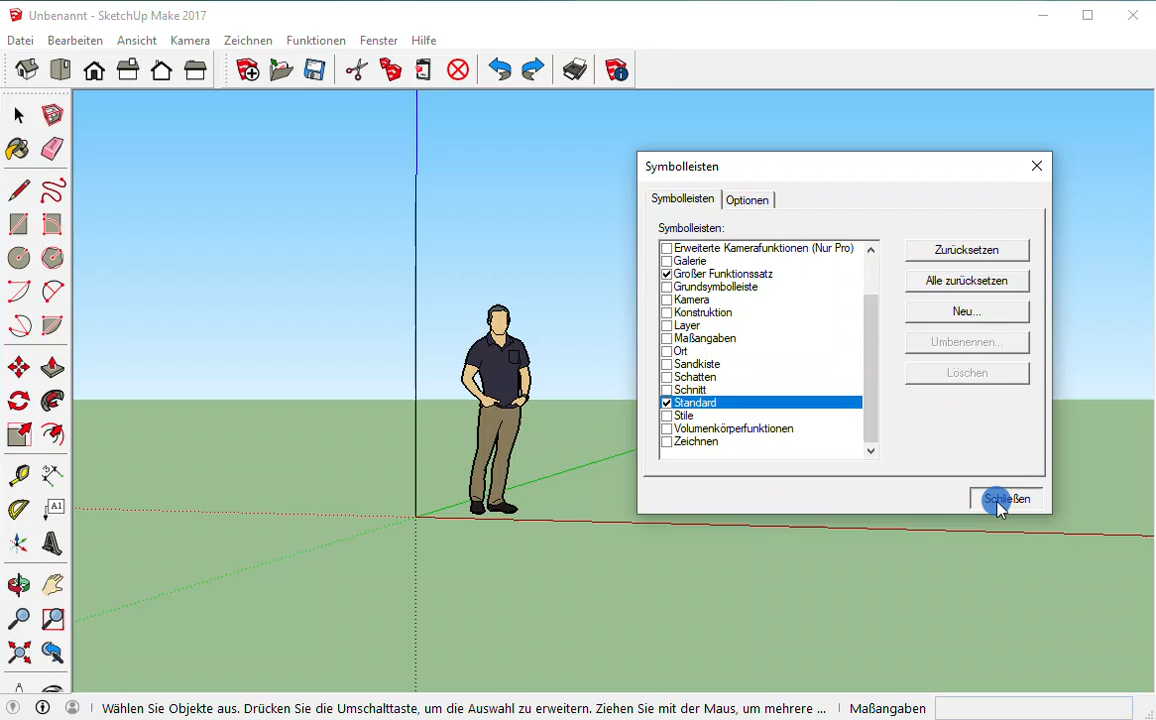 Unbenannt - SketchUp Make 2017
Datei Bearbeiten Ansicht Kamera Zeichnen Funktionen Fenster Hilfe
Symbolleisten
Symbolleisten Optionen
Symbolleisten:
Erweiterte Kamerafunktionen (Nur Pro)
Galerie
Großer Funktionssatz
Grundsymbolleiste
Kamera
Konstruktion
Layer
Maßangaben
Ort
Sandkiste
Schatten
Schnitt
Standard
Stile
Volumenkörperfunktionen
Zeichnen
Zurücksetzen
Alle zurücksetzen
Neu...
Umbenennen...
Löschen
Schließen
A1
Wählen Sie Objekte aus. Drücken Sie die Umschalttaste, um die Auswahl zu erweitern. Ziehen Sie mit der Maus, um mehrere ... Maßangaben